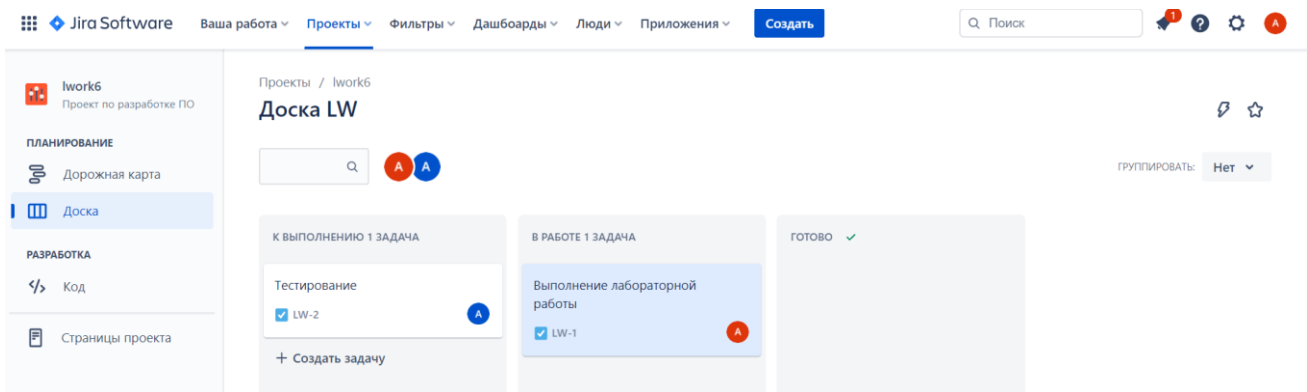 Jira Software Ваша работа Проекты Фильтры Дашбоарды Люди Приложения Создать Поиск 1 A
lwork6
Проект по разработке ПО
Проекты / lwork6
Доска LW
ПЛАНИРОВАНИЕ
Дорожная карта
A A
ГРУППИРОВАТЬ: Нет
Доска
РАЗРАБОТКА
Код
Страницы проекта
К ВЫПОЛНЕНИЮ 1 ЗАДАЧА
Тестирование
LW-2 A
+ Создать задачу
В РАБОТЕ 1 ЗАДАЧА
Выполнение лабораторной
работы
LW-1 A
ГОТОВО